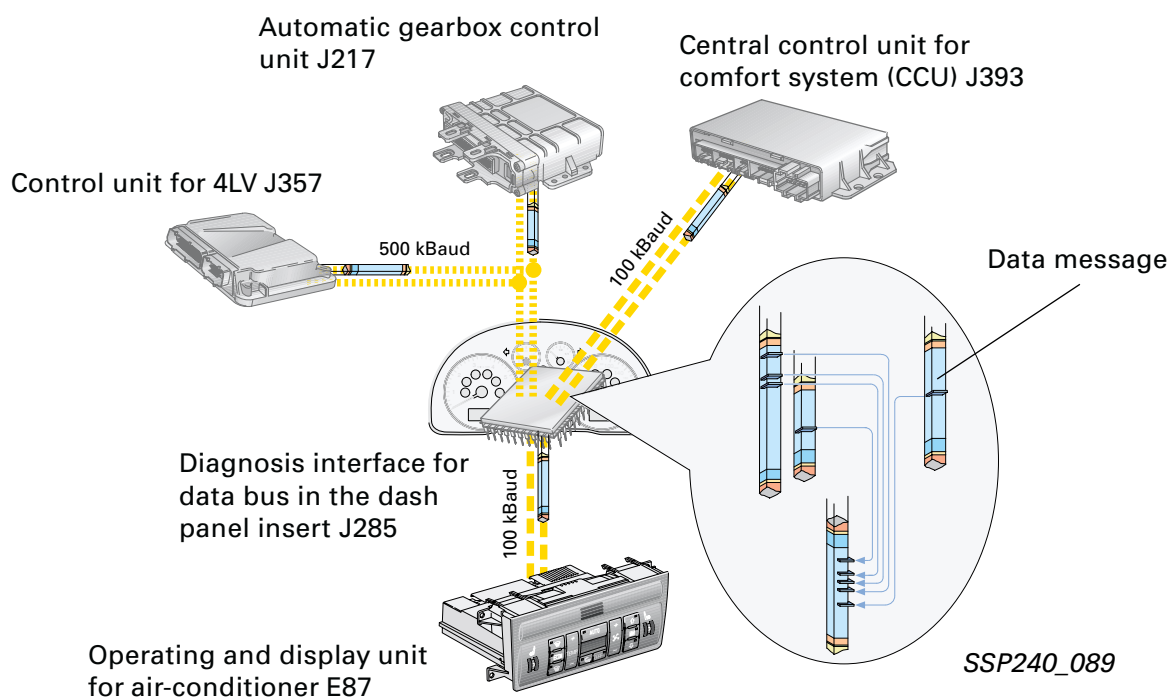 Automatic gearbox control
unit J217
Central control unit for
comfort system (CCU) J393
Control unit for 4LV J357
500 kBaud
100 kBaud
Data message
Diagnosis interface for
data bus in the dash
panel insert J285
100 kBaud
AUTO
Operating and display unit
for air-conditioner E87
SSP240_089